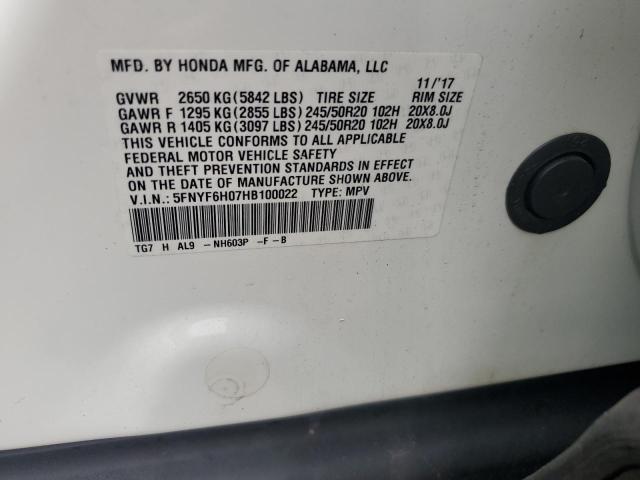 MFD. BY HONDA MFG. OF ALABAMA, LLC
11/'17
GVWR 2650 KG (5842 LBS) TIRE SIZE RIM SIZE
GAWR F 1295 KG (2855 LBS) 245/50R20 102H 20X8.0J
GAWR R 1405 KG (3097 LBS) 245/50R20 102H 20X8.0J
THIS VEHICLE CONFORMS TO ALL APPLICABLE
FEDERAL MOTOR VEHICLE SAFETY
AND THEFT PREVENTION STANDARDS IN EFFECT
ON THE DATE OF MANUFACTURE SHOWN ABOVE.
V.I.N.: 5FNYF6H07HB100022 TYPE: MPV
TG7 H AL9 - NH603P -F -B